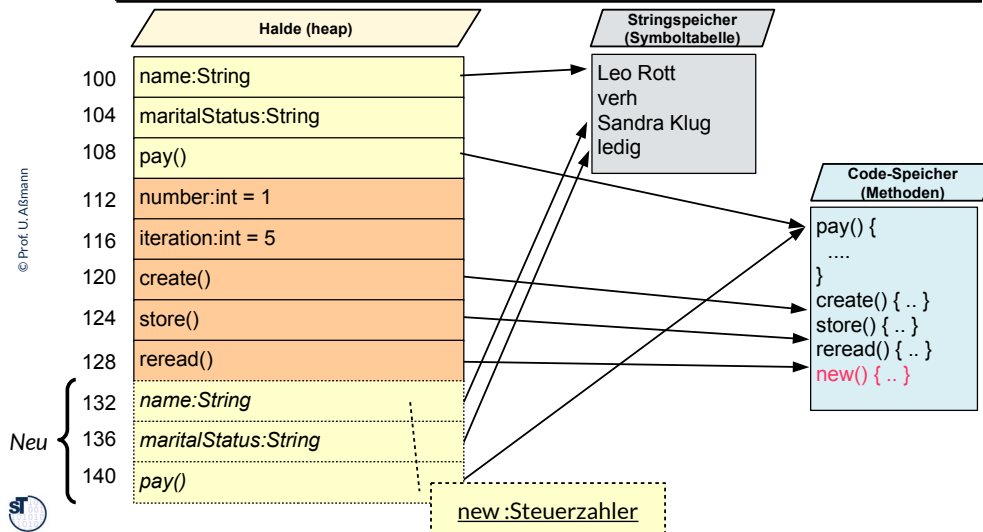 Halde (heap)
100 name:String
104 maritalStatus:String
108 pay()
112 number:int = 1
116 iteration:int = 5
120 create()
124 store()
128 reread()
Neu
132 name:String
136 maritalStatus:String
140 pay()
new :Steuerzahler
Stringspeicher
(Symboltabelle)
Leo Rott
verh
Sandra Klug
ledig
Code-Speicher
(Methoden)
pay() {
....
}
create() { .. }
store() { .. }
reread() { .. }
new() { .. }
© Prof. U. Aßmann
ST